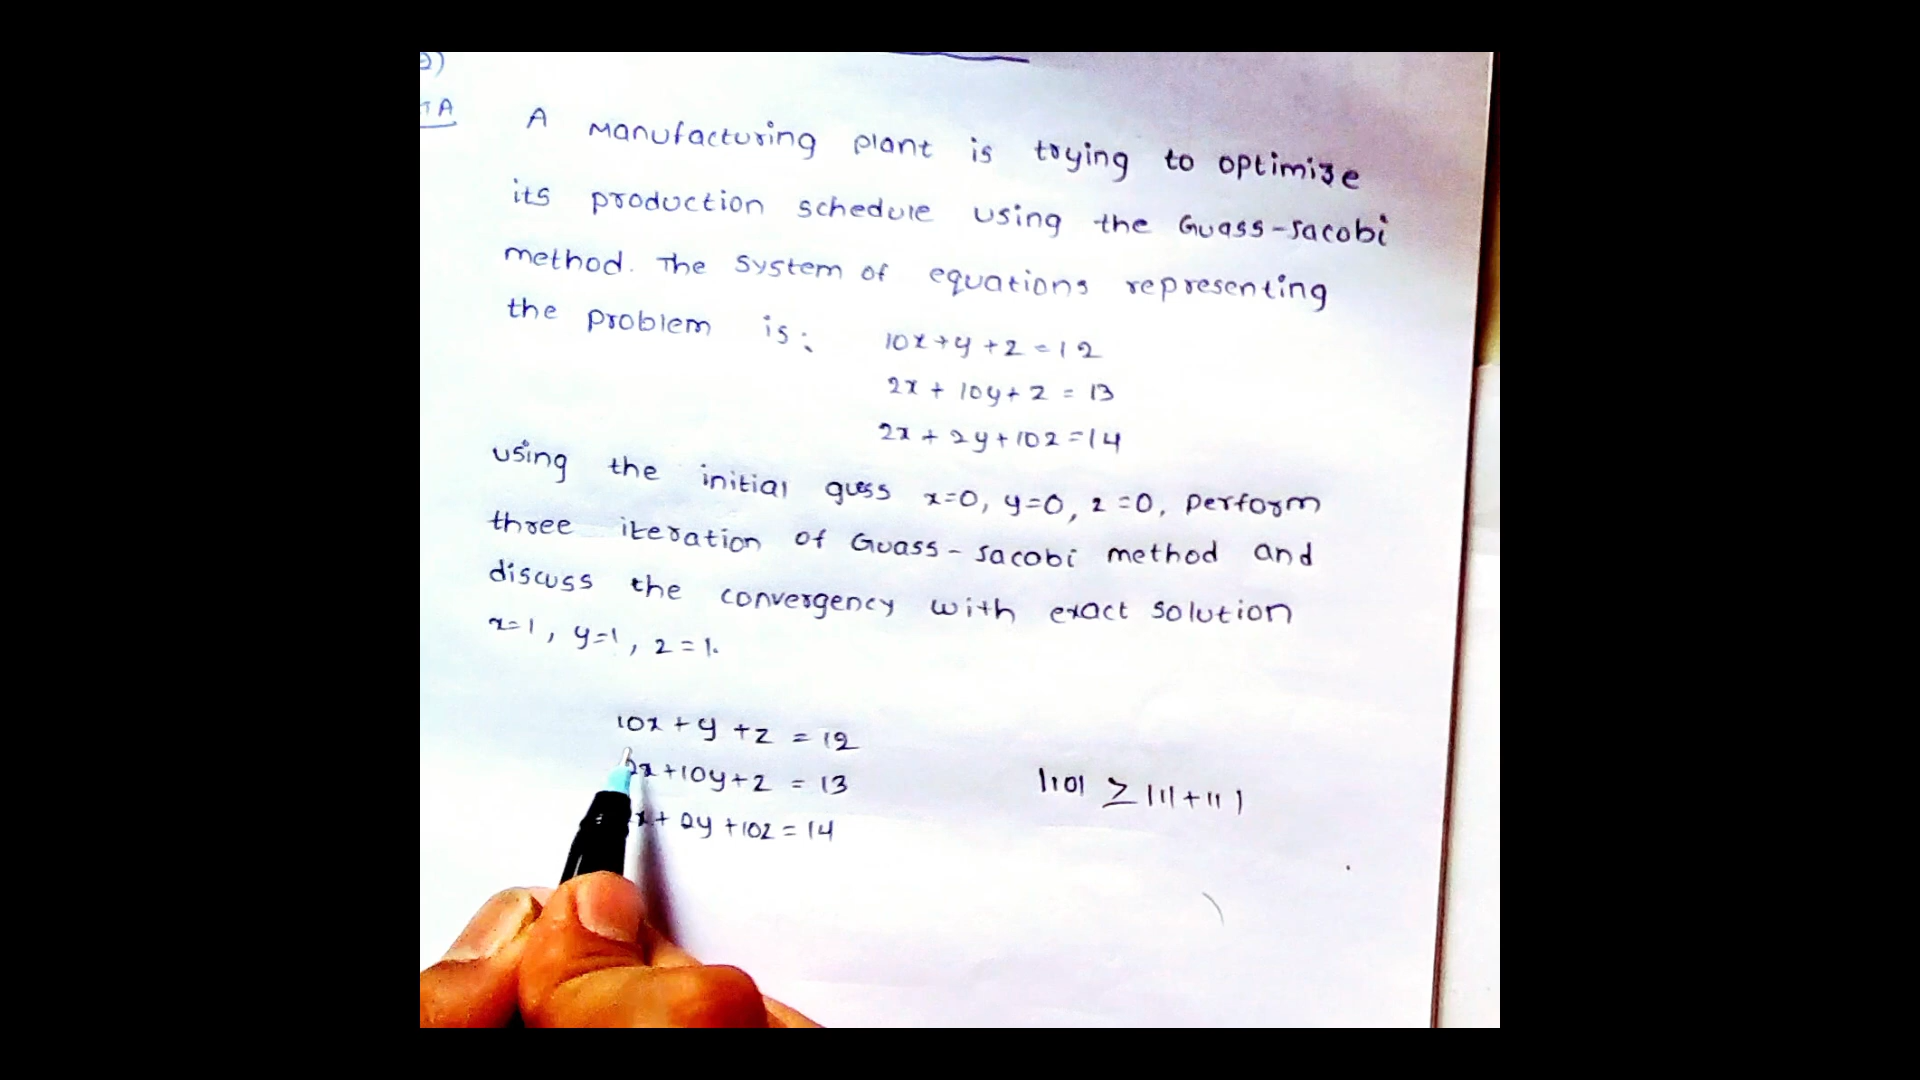 2)
A
A manufacturing plant is trying to optimize
its production schedule using the Guass-Jacobi
method. The system of equations representing
the problem is:
10x+y+z=12
2x+10y+z=13
2x+2y+10z=14
using the initial guess x=0, y=0, z=0, perform
three iteration of Guass-Jacobi method and
discuss the convergency with exact solution
x=1, y=1, z=1.
10x+y+z=12
2x+10y+z=13
x+2y+10z=14
|10| ≥ |1|+|1|